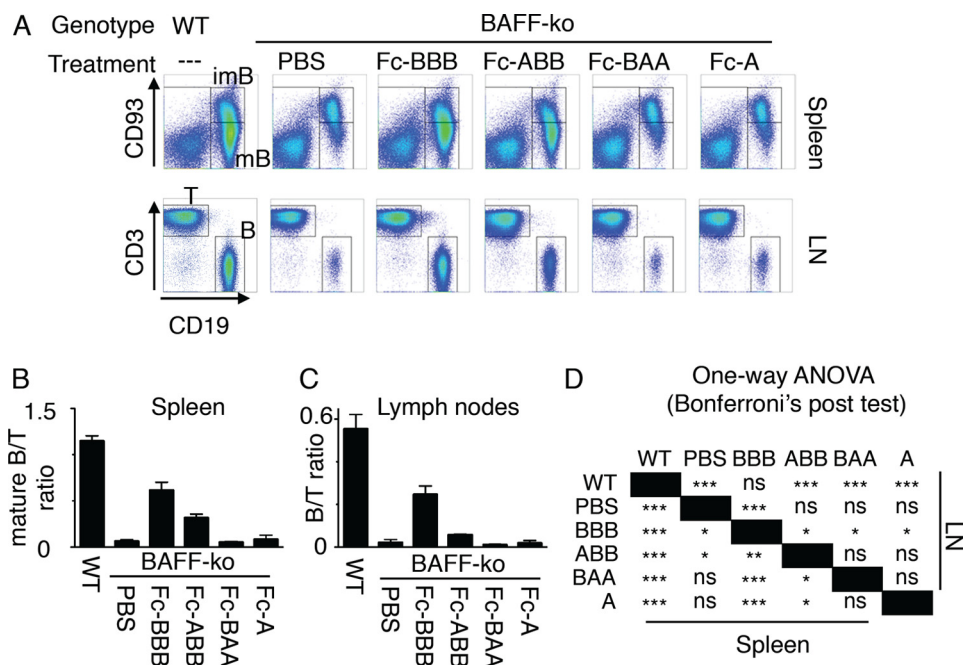 A
Genotype WT BAFF-ko
Treatment --- PBS Fc-BBB Fc-ABB Fc-BAA Fc-A
imB
CD93
mB
Spleen
T
CD3
B
LN
CD19
B
Spleen
1.5
mature B/T
ratio
0
WT
BAFF-ko
PBS
Fc-BBB
Fc-ABB
Fc-BAA
Fc-A
C
Lymph nodes
0.6
B/T ratio
0
WT
BAFF-ko
PBS
Fc-BBB
Fc-ABB
Fc-BAA
Fc-A
D
One-way ANOVA
(Bonferroni's post test)
WT PBS BBB ABB BAA A
WT *** ns *** *** ***
PBS *** *** ns ns ns
BBB *** * * * *
ABB *** * ** ns ns
BAA *** ns *** * ns
A *** ns *** * ns
LN
Spleen